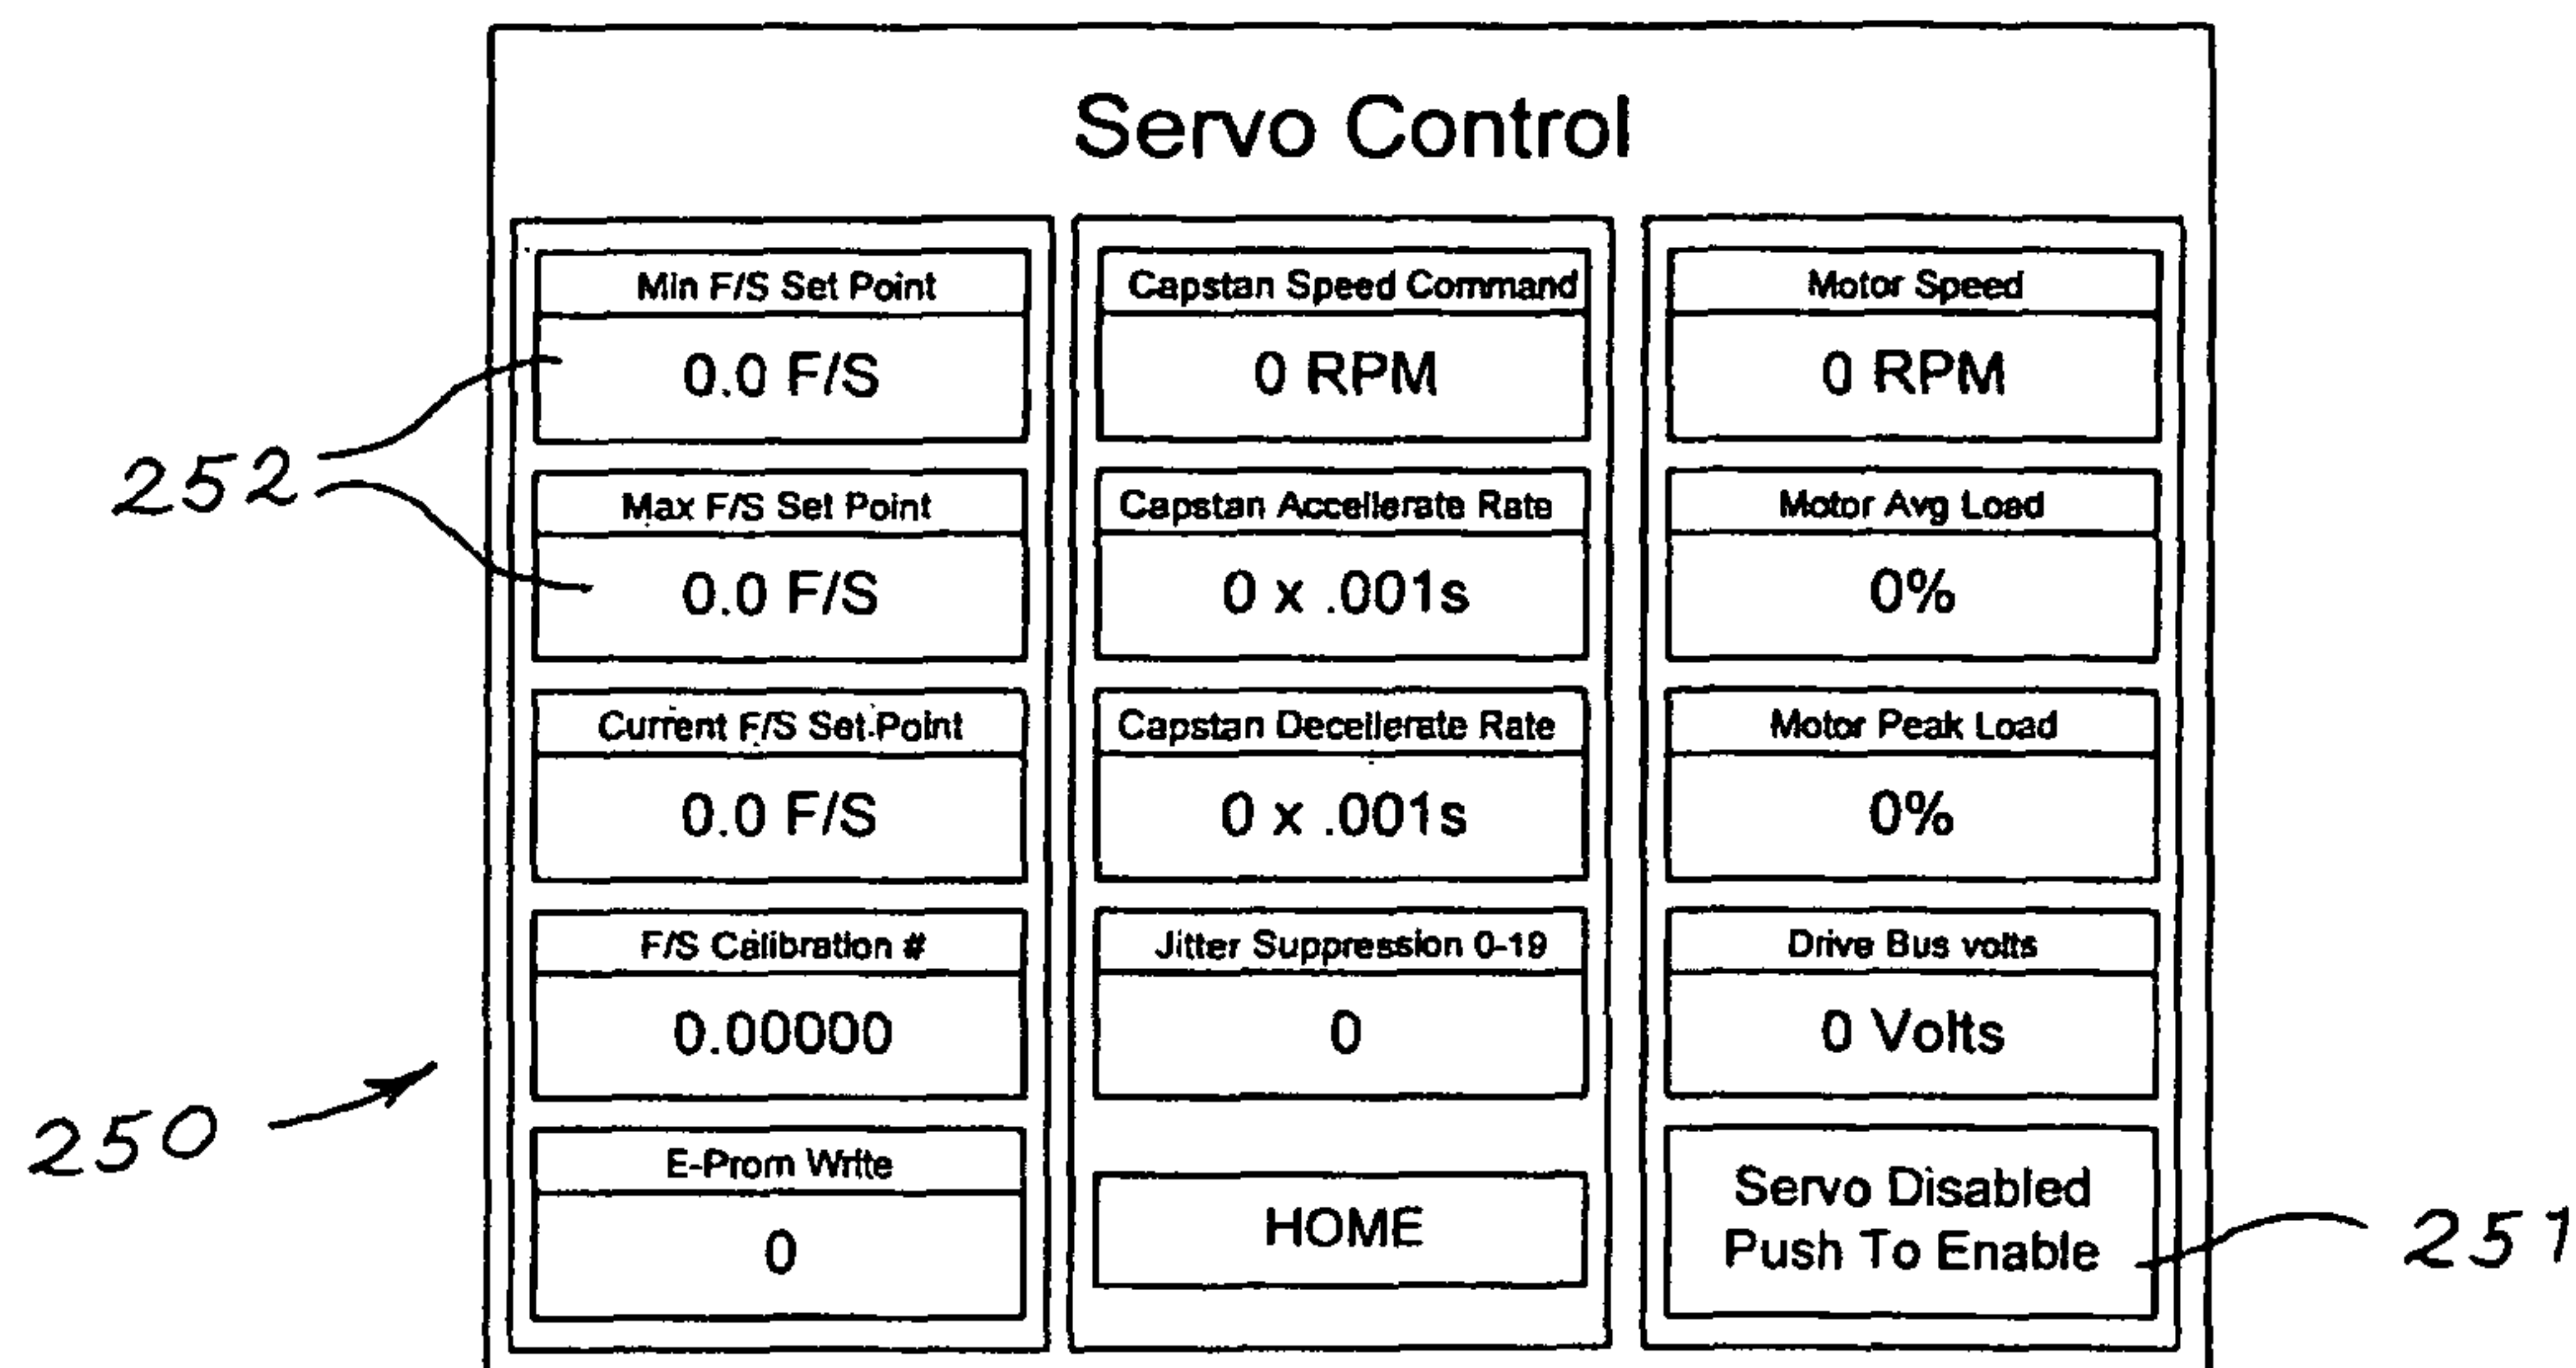 Servo Control
Min F/S Set Point
0.0 F/S
Max F/S Set Point
0.0 F/S
Current F/S Set Point
0.0 F/S
F/S Calibration #
0.00000
E-Prom Write
0
Capstan Speed Command
0 RPM
Capstan Accellerate Rate
0 x .001s
Capstan Decellerate Rate
0 x .001s
Jitter Suppression 0-19
0
HOME
Motor Speed
0 RPM
Motor Avg Load
0%
Motor Peak Load
0%
Drive Bus volts
0 Volts
Servo Disabled
Push To Enable
252
250
251